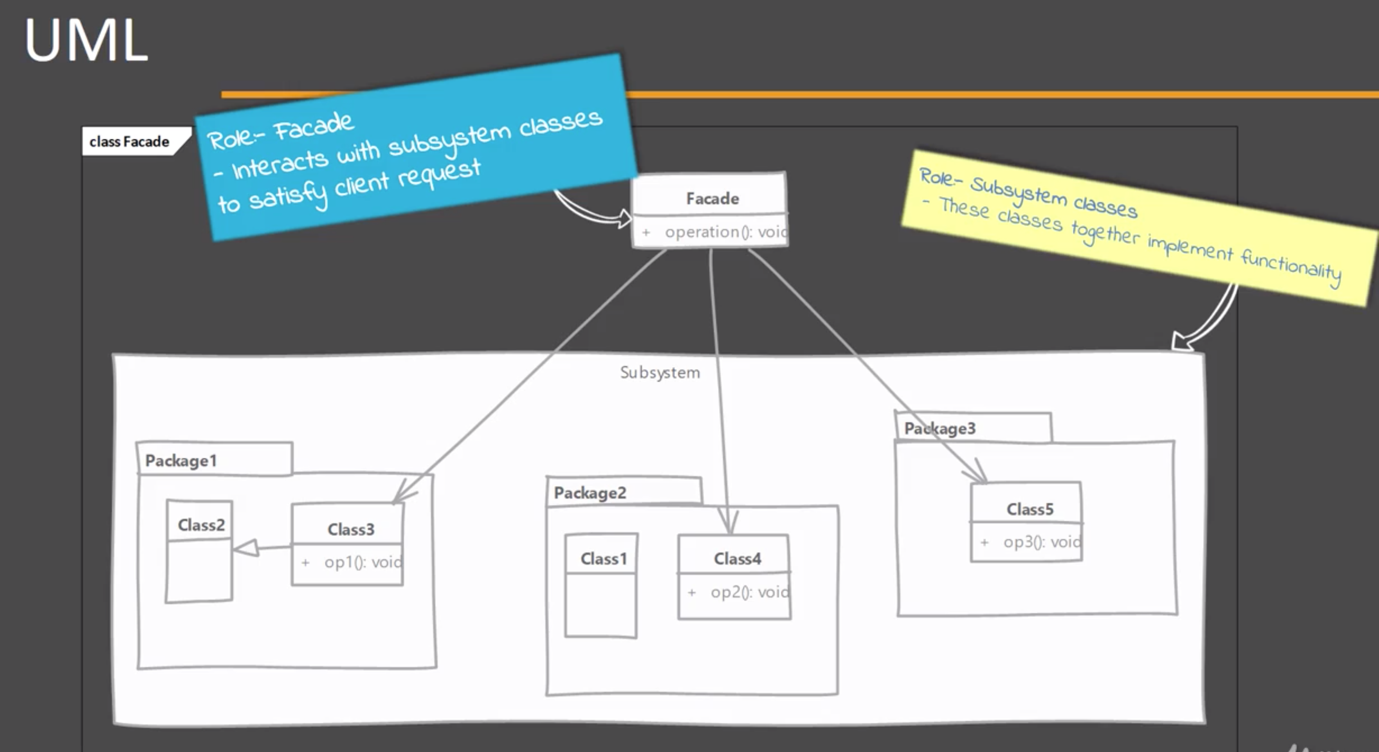 UML
class Facade
Role:- Facade
- Interacts with subsystem classes
to satisfy client request
Facade
+ operation(): void
Role:- Subsystem classes
- These classes together implement functionality
Subsystem
Package1
Class2
Class3
+ op1(): void
Package2
Class1
Class4
+ op2(): void
Package3
Class5
+ op3(): void